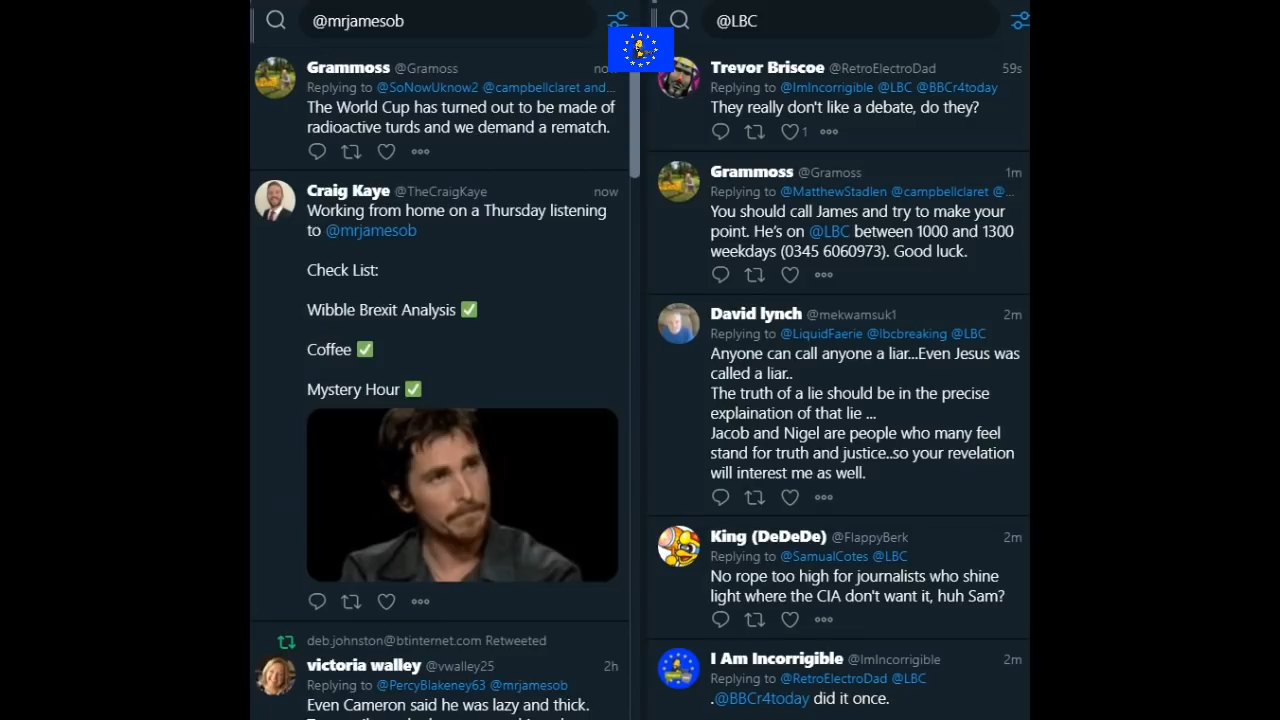 @mrjamesob
Grammoss @Gramoss
Replying to @SoNowUknow2 @campbellclaret and...
The World Cup has turned out to be made of
radioactive turds and we demand a rematch.
Craig Kaye @TheCraigKaye now
Working from home on a Thursday listening
to @mrjamesob
Check List:
Wibble Brexit Analysis ✅
Coffee ✅
Mystery Hour ✅
deb.johnston@btinternet.com Retweeted
victoria walley @vwalley25 2h
Replying to @PercyBlakeney63 @mrjamesob
Even Cameron said he was lazy and thick.
@LBC
Trevor Briscoe @RetroElectroDad 59s
Replying to @ImIncorrigible @LBC @BBCr4today
They really don't like a debate, do they?
1
Grammoss @Gramoss 1m
Replying to @MatthewStadlen @campbellclaret @...
You should call James and try to make your
point. He's on @LBC between 1000 and 1300
weekdays (0345 6060973). Good luck.
David lynch @mekwamsuk1 2m
Replying to @LiquidFaerie @lbcbreaking @LBC
Anyone can call anyone a liar...Even Jesus was
called a liar..
The truth of a lie should be in the precise
explaination of that lie ...
Jacob and Nigel are people who many feel
stand for truth and justice..so your revelation
will interest me as well.
King (DeDeDe) @FlappyBerk 2m
Replying to @SamualCotes @LBC
No rope too high for journalists who shine
light where the CIA don't want it, huh Sam?
I Am Incorrigible @ImIncorrigible 2m
Replying to @RetroElectroDad @LBC
.@BBCr4today did it once.